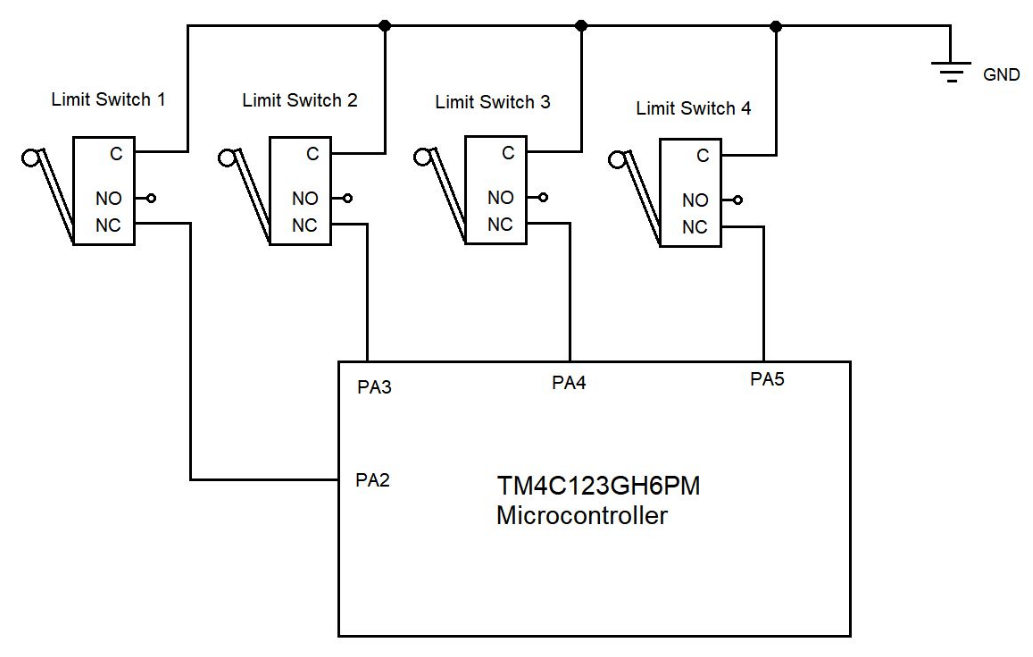 GND
Limit Switch 1
Limit Switch 2
Limit Switch 3
Limit Switch 4
C
NO
NC
C
NO
NC
C
NO
NC
C
NO
NC
PA3
PA4
PA5
PA2
TM4C123GH6PM
Microcontroller